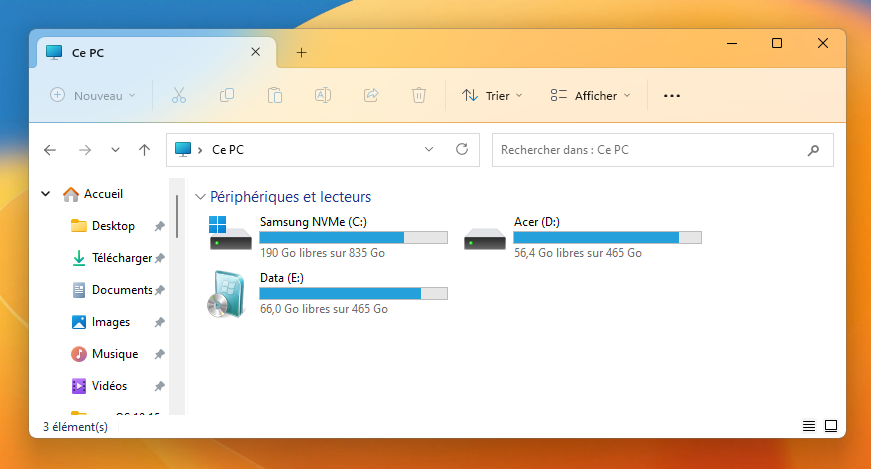 Ce PC
Nouveau
Trier
Afficher
Ce PC
Rechercher dans : Ce PC
Accueil
Desktop
Télécharger
Documents
Images
Musique
Vidéos
Périphériques et lecteurs
Samsung NVMe (C:)
190 Go libres sur 835 Go
Acer (D:)
56,4 Go libres sur 465 Go
Data (E:)
66,0 Go libres sur 465 Go
3 élément(s)